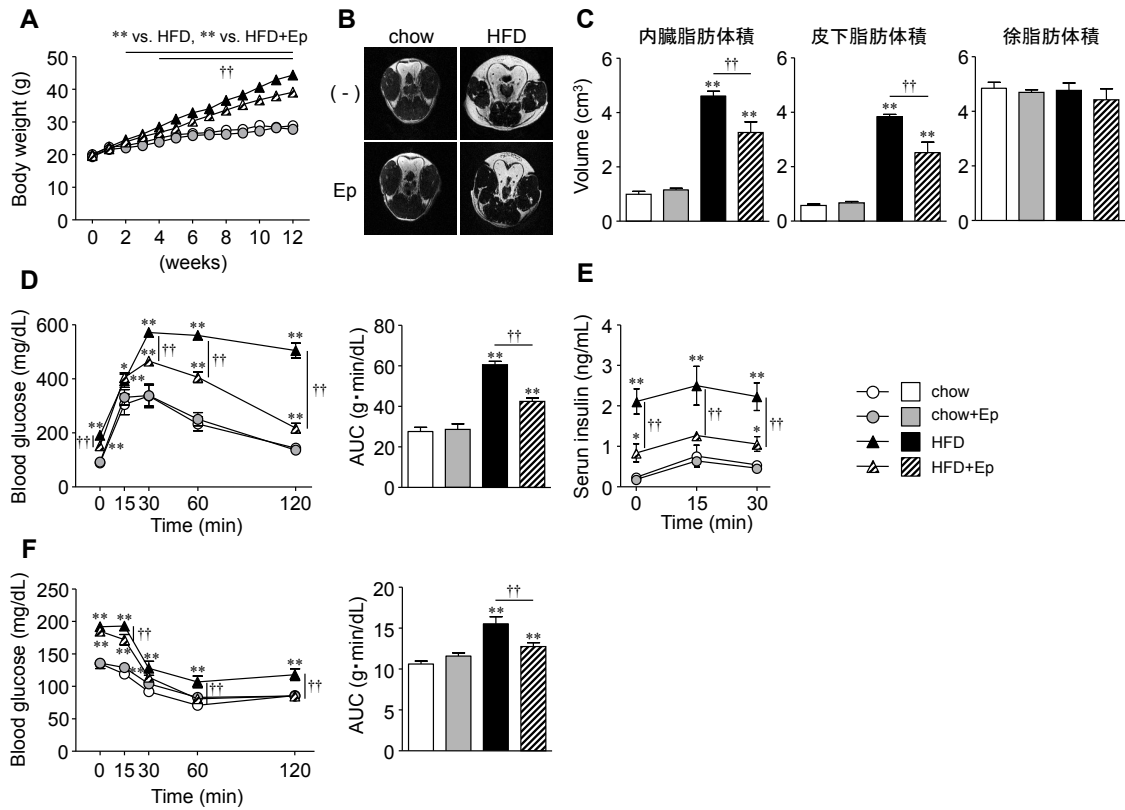 A
** vs. HFD, ** vs. HFD+Ep
††
Body weight (g)
60
50
40
30
20
10
0
0 2 4 6 8 10 12
(weeks)
B
chow HFD
(-)
Ep
C
内臓脂肪体積
皮下脂肪体積
徐脂肪体積
Volume (cm3)
6
4
2
0
††
**
**
6
4
2
0
††
**
**
6
4
2
0
D
Blood glucose (mg/dL)
600
400
200
0
** ** **
†† †† ††
* ** **
**
** †† **
**
0 15 30 60 120
Time (min)
AUC (g·min/dL)
80
60
40
20
0
††
**
**
E
Serun insulin (ng/mL)
4
3
2
1
0
** ** **
†† †† ††
* *
0 15 30
Time (min)
chow
chow+Ep
HFD
HFD+Ep
F
Blood glucose (mg/dL)
250
200
150
100
50
0
** **
††
** ** ** ** **
**
†† ††
0 15 30 60 120
Time (min)
AUC (g·min/dL)
20
15
10
5
0
††
**
**